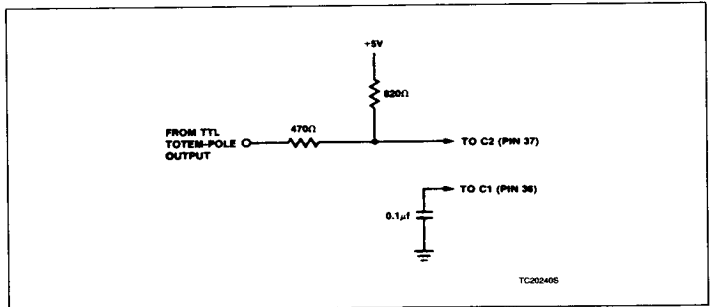 +5V
820Ω
470Ω
FROM TTL
TOTEM-POLE
OUTPUT
TO C2 (PIN 37)
TO C1 (PIN 36)
0.1μf
TC20240S